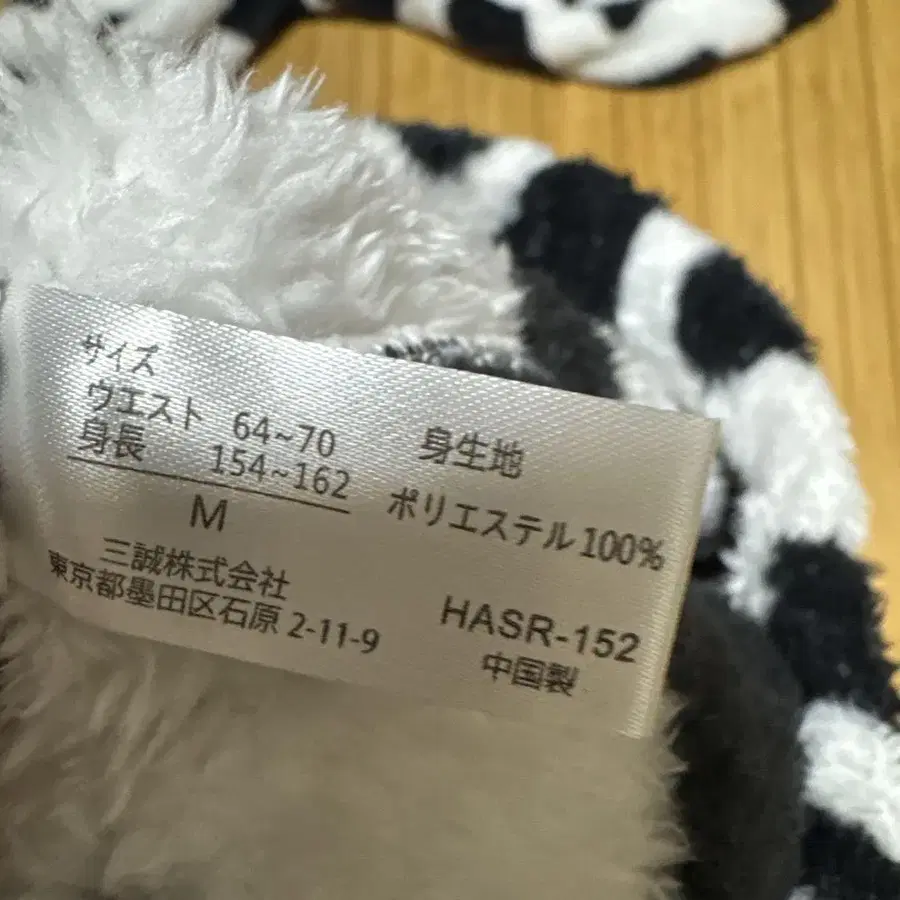 サイズ
ウエスト 64~70
身長 154~162
M
三誠株式会社
東京都墨田区石原 2-11-9
身生地
ポリエステル 100%
HASR-152
中国製